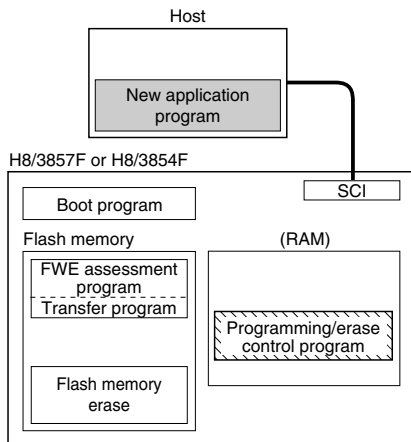 Host
New application
program
H8/3857F or H8/3854F
SCI
Boot program
Flash memory
(RAM)
FWE assessment
program
Transfer program
Programming/erase
control program
Flash memory
erase